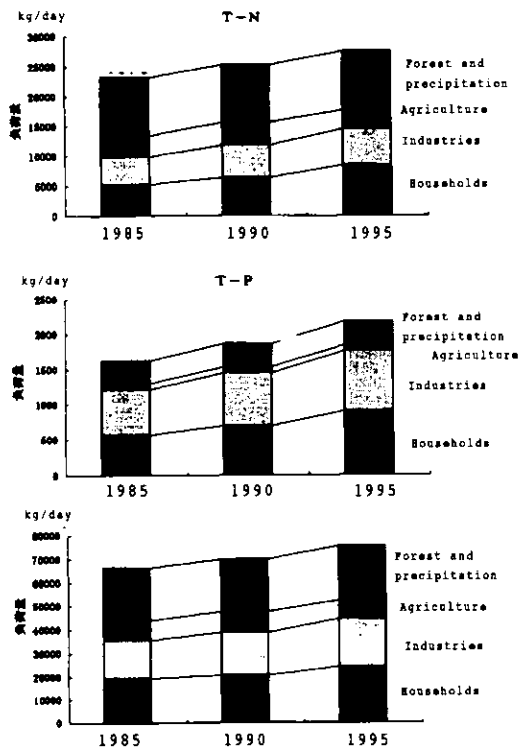 kg/day
T-N
30000
25000
20000
15000
10000
5000
0
負荷量
Forest and
precipitation
Agriculture
Industries
Households
1985
1990
1995
kg/day
T-P
2500
2000
1500
1000
500
0
負荷量
Forest and
precipitation
Agriculture
Industries
Households
1985
1990
1995
kg/day
80000
70000
60000
50000
40000
30000
20000
10000
0
負荷量
Forest and
precipitation
Agriculture
Industries
Households
1985
1990
1995